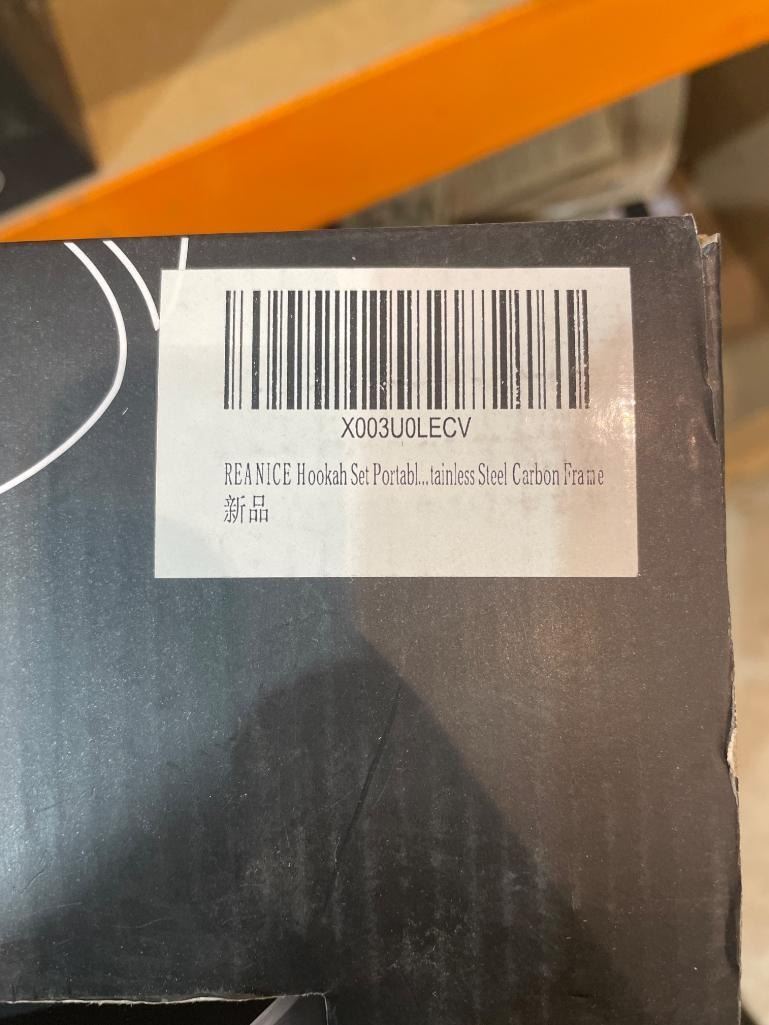 X003U0LECV
REANICE Hookah Set Portabl...tainless Steel Carbon Frame
新品